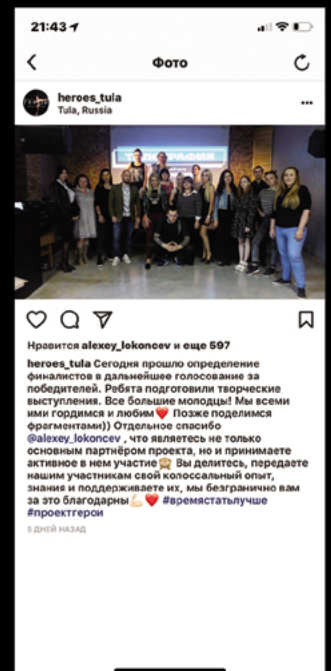 21:43
Фото
heroes_tula
Tula, Russia
ТИПОГРАФИЯ
Нравится alexey_lokoncev и еще 597
heroes_tula Сегодня прошло определение
финалистов в дальнейшее голосование за
победителей. Ребята подготовили творческие
выступления. Все большие молодцы! Мы всеми
ими гордимся и любим❤️ Позже поделимся
фрагментами)) Отдельное спасибо
@alexey_lokoncev , что являетесь не только
основным партнёром проекта, но и принимаете
активное в нем участие🙊 Вы делитесь, передаете
нашим участникам свой колоссальный опыт,
знания и поддерживаете их, мы безгранично вам
за это благодарны💪🏻❤️ #времястатьлучше
#проектгерои
5 ДНЕЙ НАЗАД